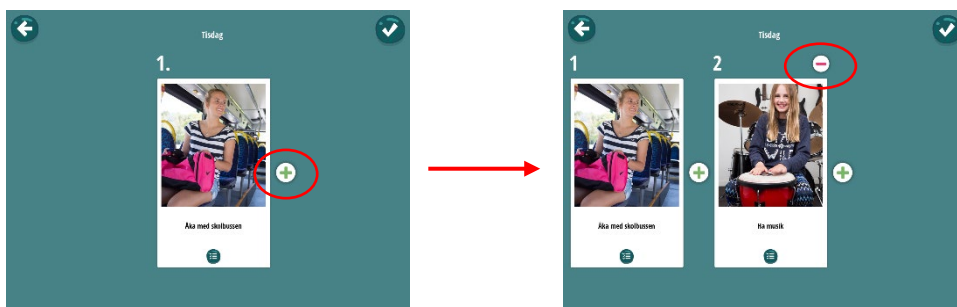 Tisdag
1.
Åka med skolbussen
Tisdag
1
2
Åka med skolbussen
Ha musik